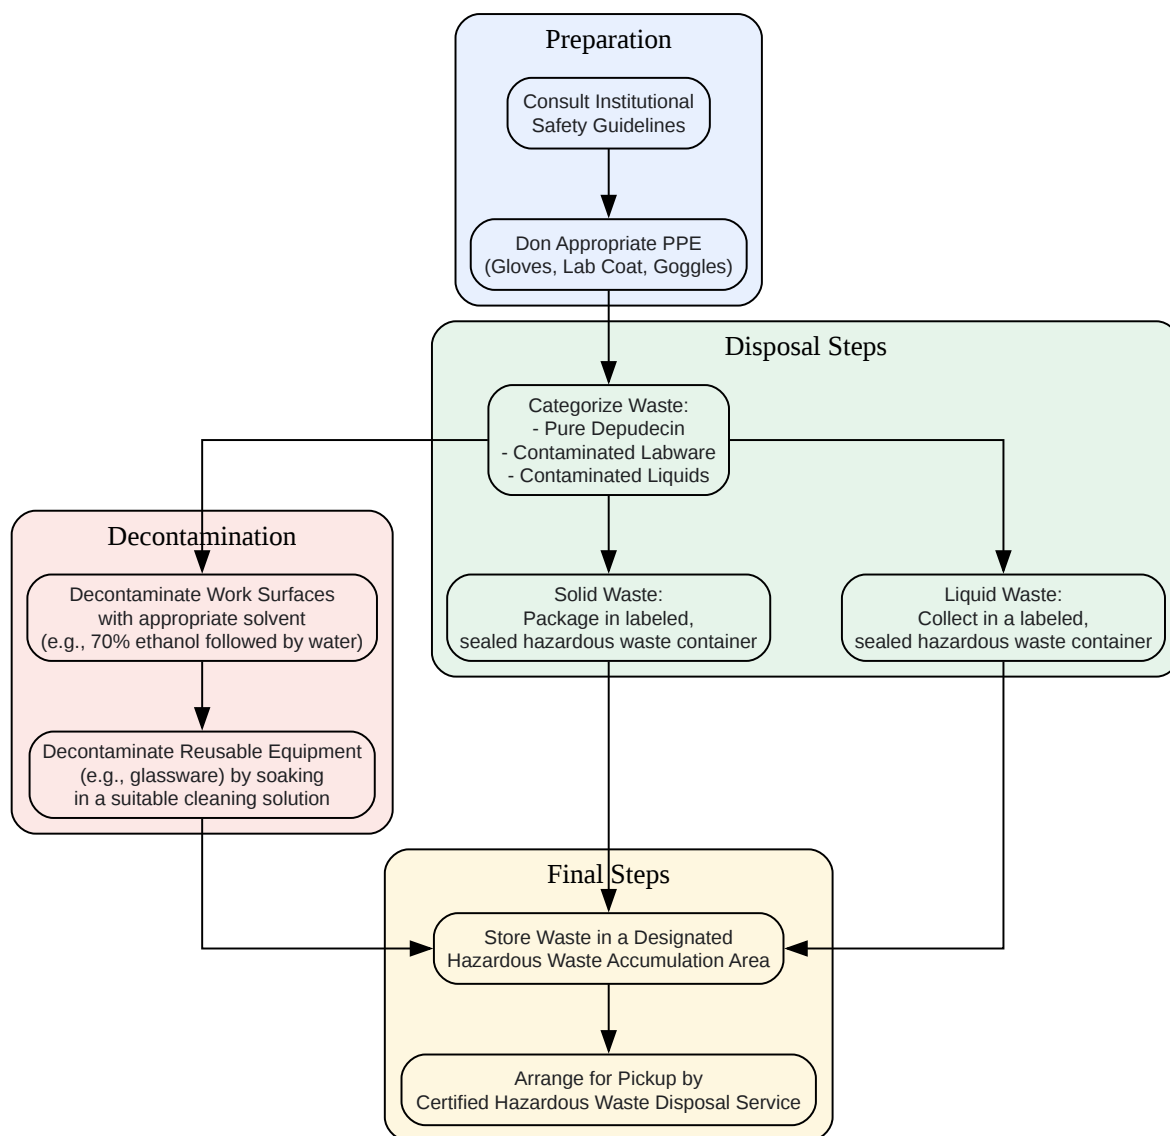 Preparation
Consult Institutional
Safety Guidelines
Don Appropriate PPE
(Gloves, Lab Coat, Goggles)
Disposal Steps
Categorize Waste:
- Pure Depudecin
- Contaminated Labware
- Contaminated Liquids
Decontamination
Decontaminate Work Surfaces
with appropriate solvent
(e.g., 70% ethanol followed by water)
Solid Waste:
Package in labeled,
sealed hazardous waste container
Liquid Waste:
Collect in a labeled,
sealed hazardous waste container
Decontaminate Reusable Equipment
(e.g., glassware) by soaking
in a suitable cleaning solution
Final Steps
Store Waste in a Designated
Hazardous Waste Accumulation Area
Arrange for Pickup by
Certified Hazardous Waste Disposal Service